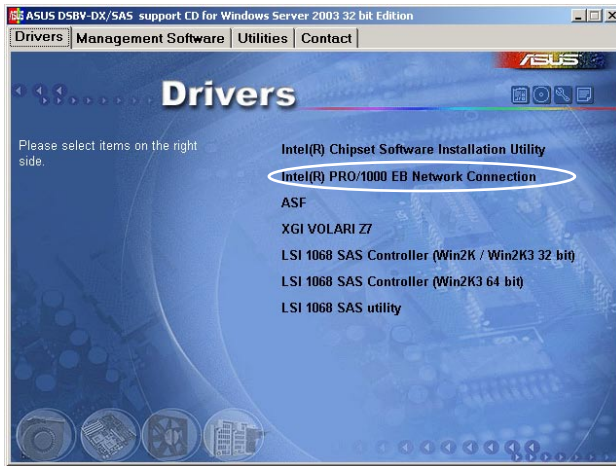 ASUS DSBV-DX/SAS support CD for Windows Server 2003 32 bit Edition
Drivers Management Software Utilities Contact
ASUS
Drivers
Please select items on the right
side.
Intel(R) Chipset Software Installation Utility
Intel(R) PRO/1000 EB Network Connection
ASF
XGI VOLARI Z7
LSI 1068 SAS Controller (Win2K / Win2K3 32 bit)
LSI 1068 SAS Controller (Win2K3 64 bit)
LSI 1068 SAS utility